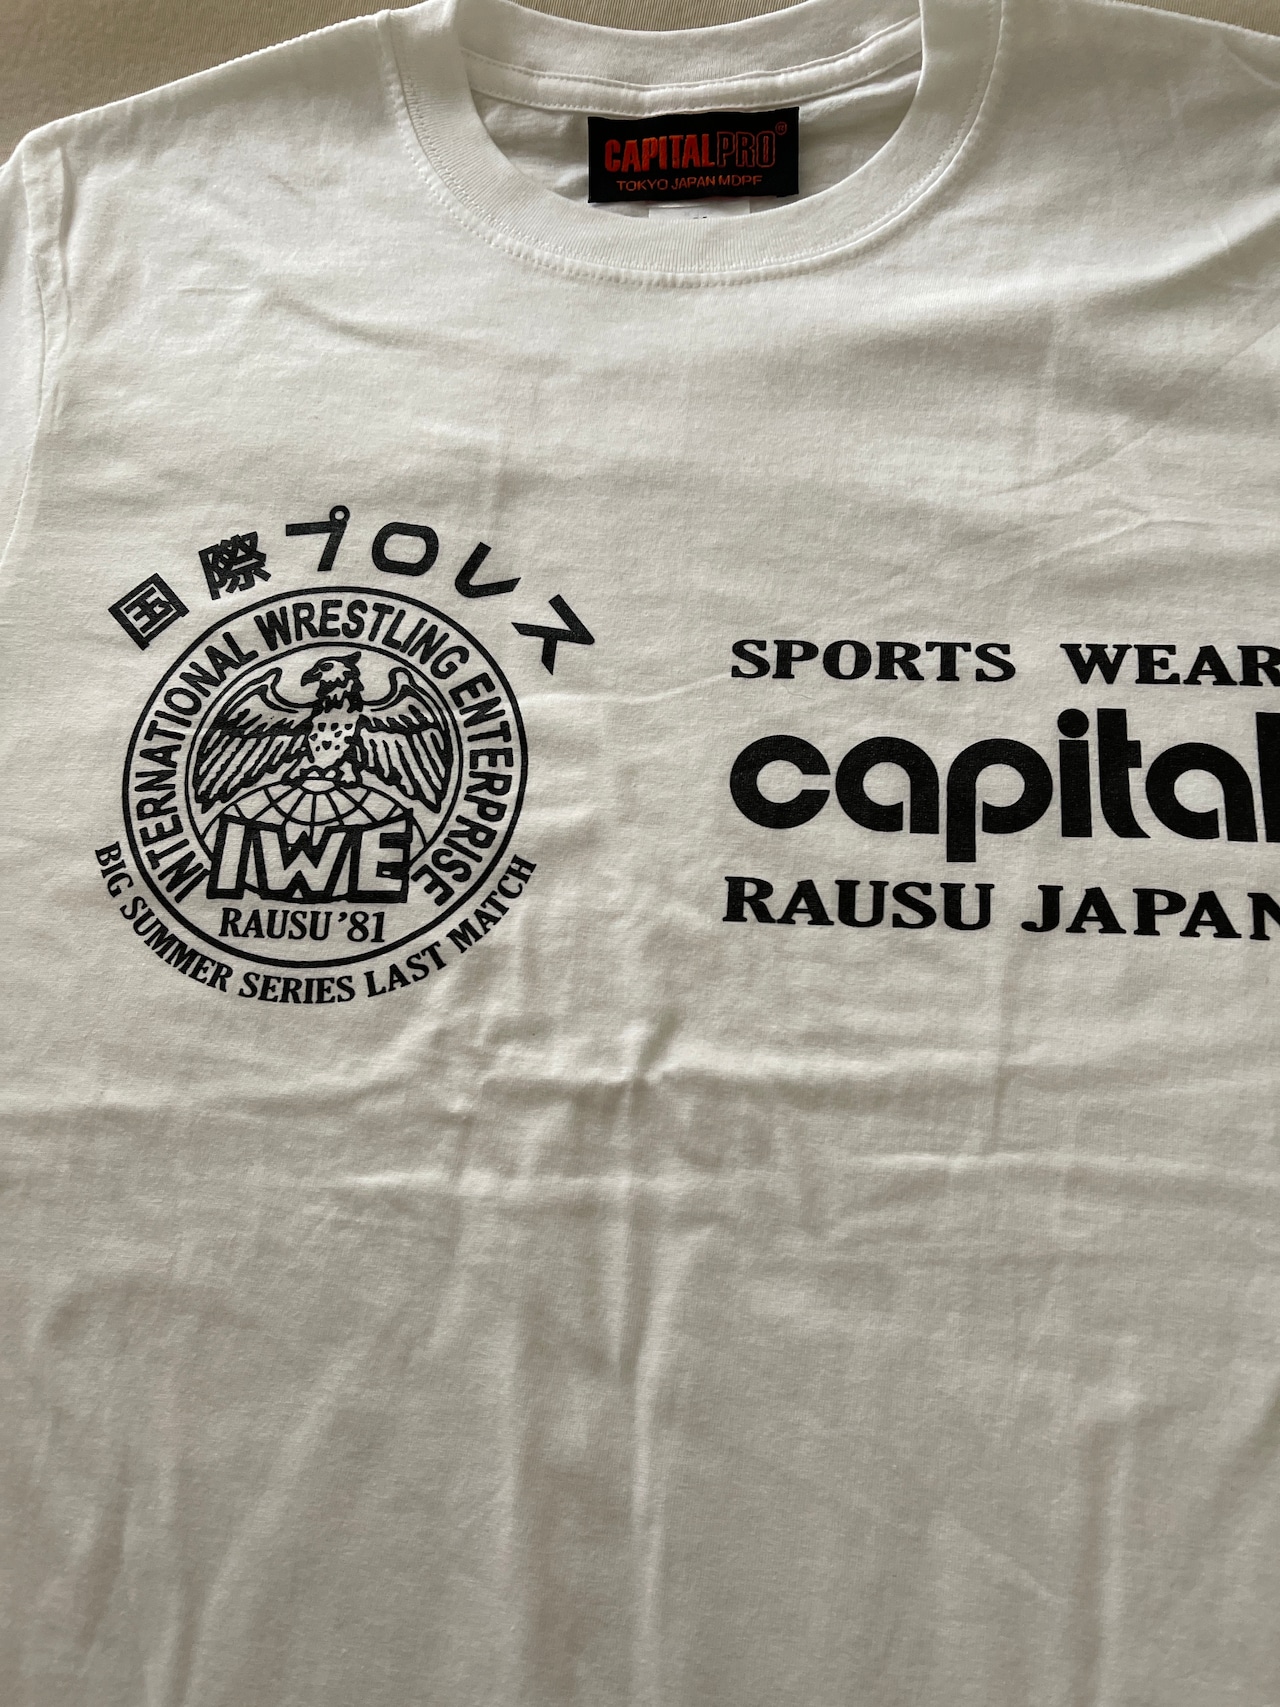 CAPITALPRO
TOKYO JAPAN MDPF
国際プロレス
INTERNATIONAL WRESTLING ENTERPRISE
IWE
RAUSU '81
BIG SUMMER SERIES LAST MATCH
SPORTS WEAR
capital
RAUSU JAPAN